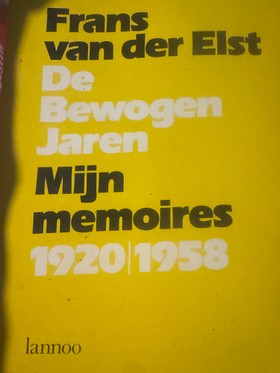 Frans
van der Elst
De
Bewogen
Jaren
Mijn
memoires
1920|1958
lannoo